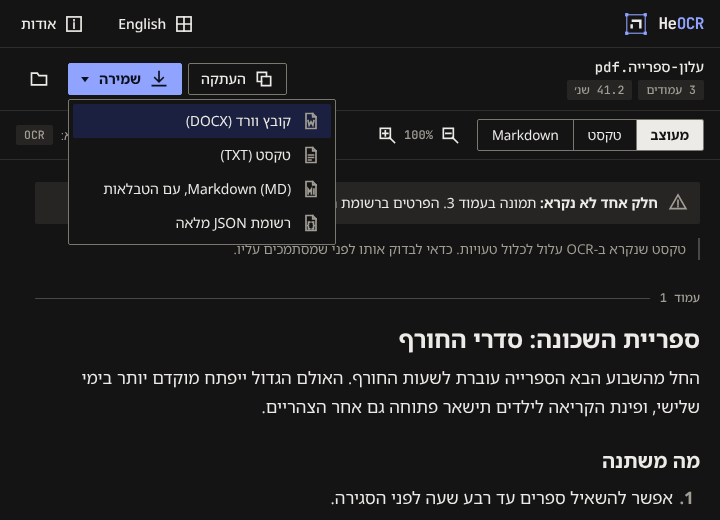 HeOCR
English
אודות
עלון-ספרייה.pdf
3 עמודים
41.2 שני
העתקה
שמירה
קובץ וורד (DOCX)
טקסט (TXT)
Markdown (MD), עם הטבלאות
רשומת JSON מלאה
מעוצב
טקסט
Markdown
100%
OCR
חלק אחד לא נקרא: תמונה בעמוד 3. הפרטים ברשומת
טקסט שנקרא ב-OCR עלול לכלול טעויות. כדאי לבדוק אותו לפני שמסתמכים עליו.
עמוד 1
ספריית השכונה: סדרי החורף
החל מהשבוע הבא הספרייה עוברת לשעות החורף. האולם הגדול ייפתח מוקדם יותר בימי
שלישי, ופינת הקריאה לילדים תישאר פתוחה גם אחר הצהריים.
מה משתנה
1. אפשר להשאיל ספרים עד רבע שעה לפני הסגירה.